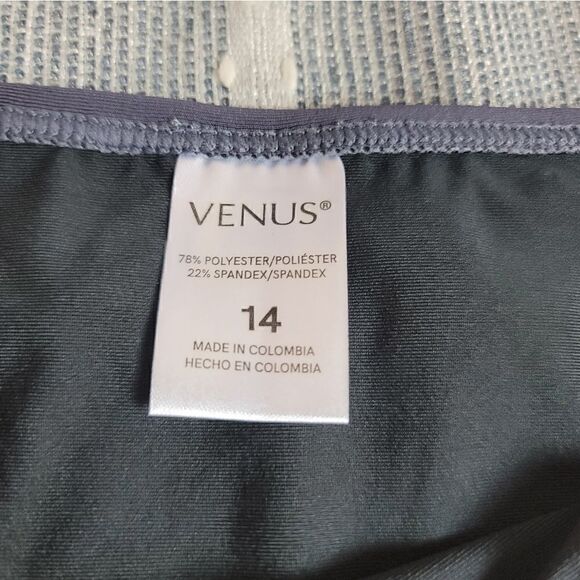 VENUS®
78% POLYESTER/POLIÉSTER
22% SPANDEX/SPANDEX
14
MADE IN COLOMBIA
HECHO EN COLOMBIA